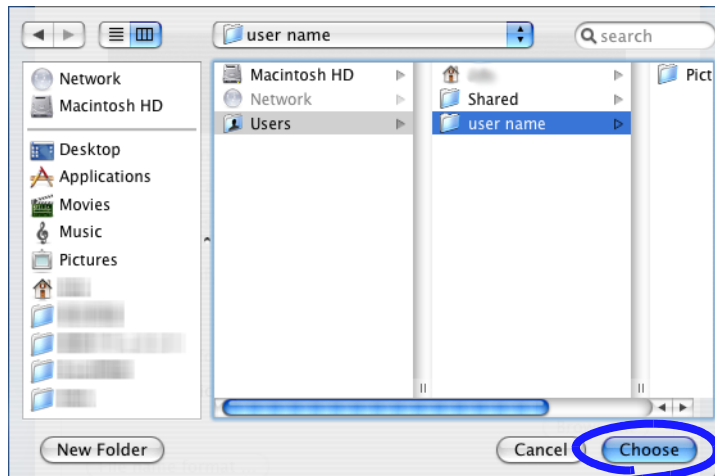 user name
search
Network
Macintosh HD
Desktop
Applications
Movies
Music
Pictures
Macintosh HD
Network
Users
Shared
user name
Pict
New Folder
Cancel
Choose